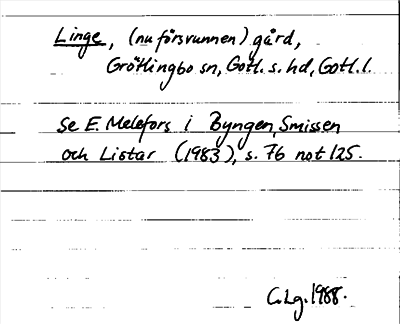 Linge, (nu försvunnen) gård,
Grötlingbo sn, Gotl. s. hd, Gotl. l.
Se E. Melefors i Byngen, Smissen
och Listar (1983), s. 76 not 125.
C. Lg. 1988.